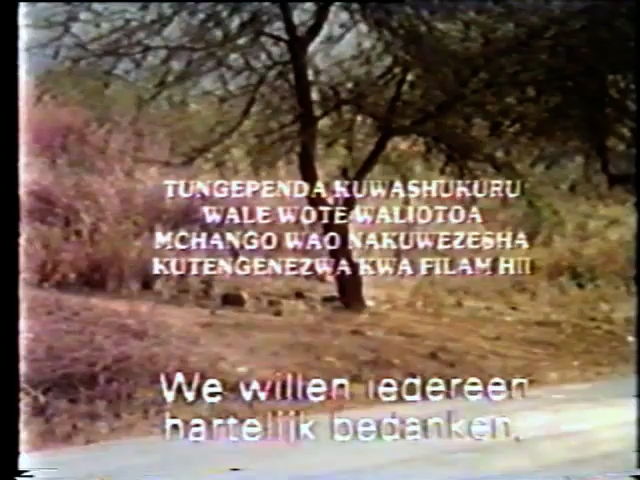 TUNGEPENDA KUWASHUKURU
WALE WOTE WALIOTOA
MCHANGO WAO NAKUWEZESHA
KUTENGENEZWA KWA FILAM HII
We willen iedereen
hartelijk bedanken.